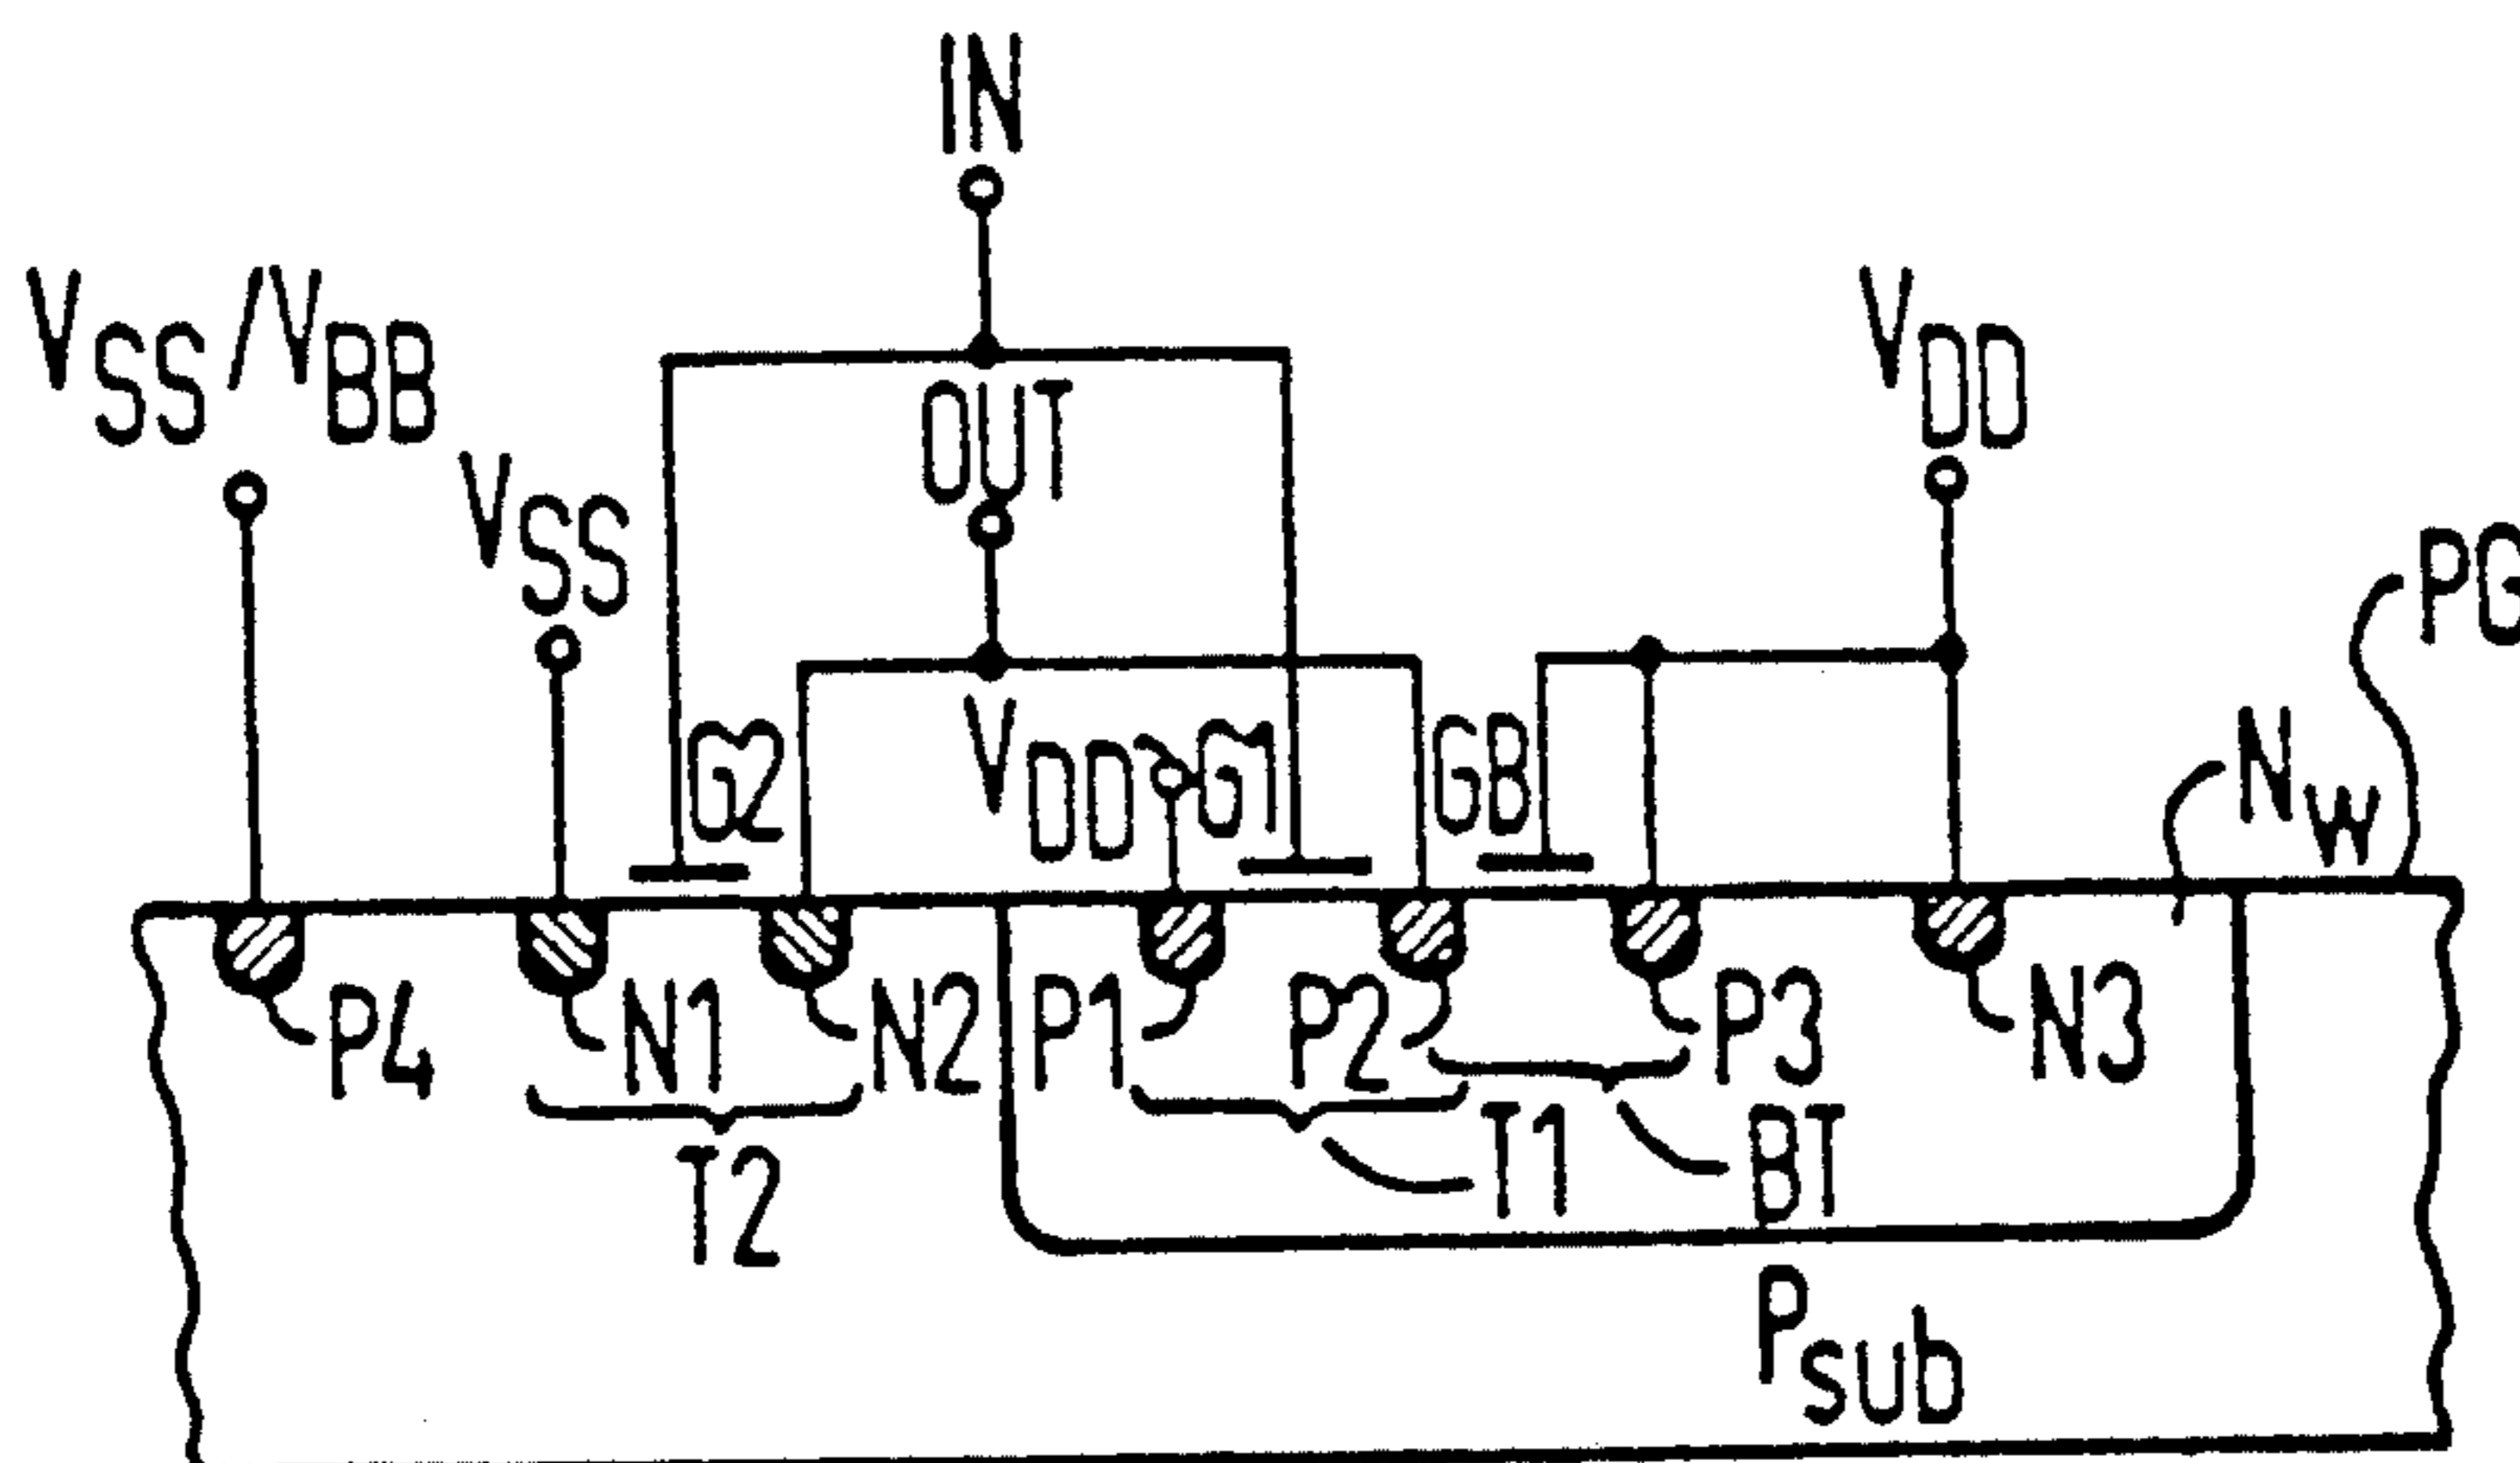 IN
VSS/VBB
VDD
OUT
VSS
PG
G2
VDD
G1
GB
NW
P4
N1
N2
P1
P2
P3
N3
T2
T1
BT
Psub